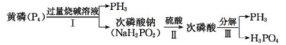 黄磷(P₄) 过量烧碱溶液 Ⅰ PH₃
次磷酸钠 (NaH₂PO₂) 硫酸 Ⅱ 次磷酸 分解 Ⅲ PH₃
H₃PO₄